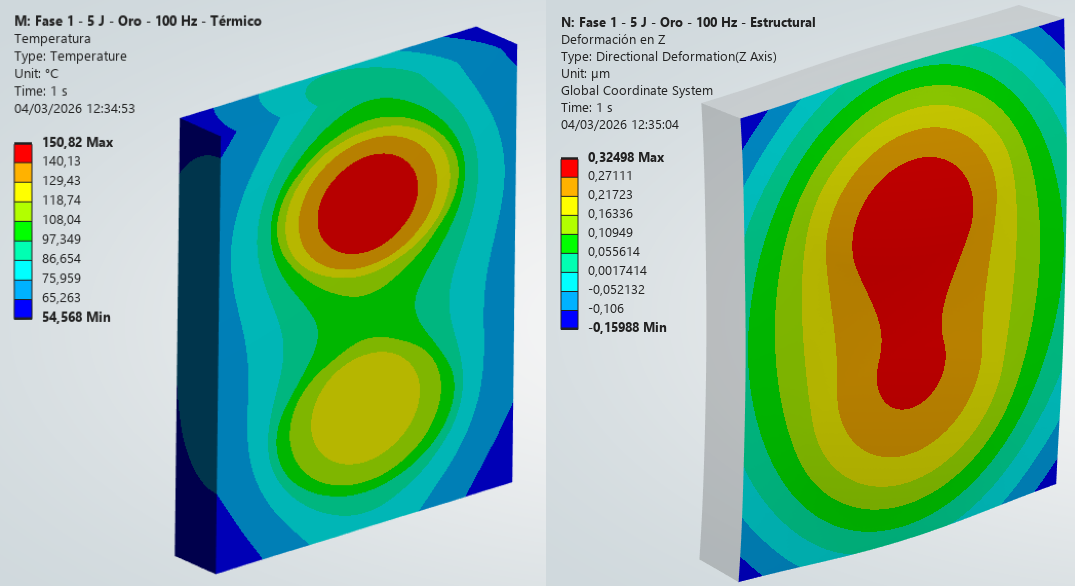 M: Fase 1 - 5 J - Oro - 100 Hz - Térmico
Temperatura
Type: Temperature
Unit: °C
Time: 1 s
04/03/2026 12:34:53
150,82 Max
140,13
129,43
118,74
108,04
97,349
86,654
75,959
65,263
54,568 Min
N: Fase 1 - 5 J - Oro - 100 Hz - Estructural
Deformación en Z
Type: Directional Deformation(Z Axis)
Unit: µm
Global Coordinate System
Time: 1 s
04/03/2026 12:35:04
0,32498 Max
0,27111
0,21723
0,16336
0,10949
0,055614
0,0017414
-0,052132
-0,106
-0,15988 Min